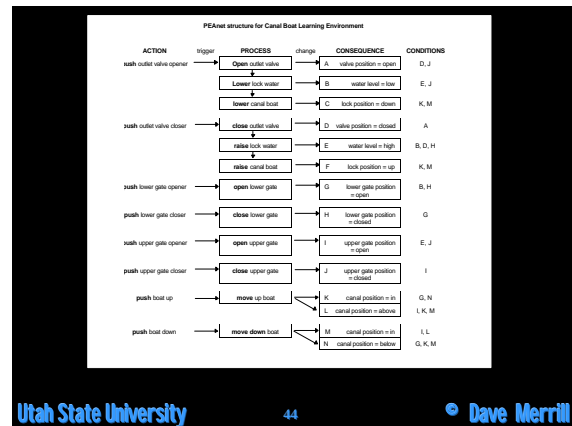 PEAnet structure for Canal Boat Learning Environment
ACTION trigger PROCESS change CONSEQUENCE CONDITIONS
push outlet valve opener Open outlet valve A valve position = open D, J
Lower lock water B water level = low E, J
lower canal boat C lock position = down K, M
push outlet valve closer close outlet valve D valve position = closed A
raise lock water E water level = high B, D, H
raise canal boat F lock position = up K, M
push lower gate opener open lower gate G lower gate position B, H
= open
push lower gate closer close lower gate H lower gate position G
= closed
push upper gate opener open upper gate I upper gate position E, J
= open
push upper gate closer close upper gate J upper gate position I
= closed
push boat up move up boat K canal position = in G, N
L canal position = above I, K, M
push boat down move down boat M canal position = in I, L
N canal position = below G, K, M
Utah State University 44 © Dave Merrill